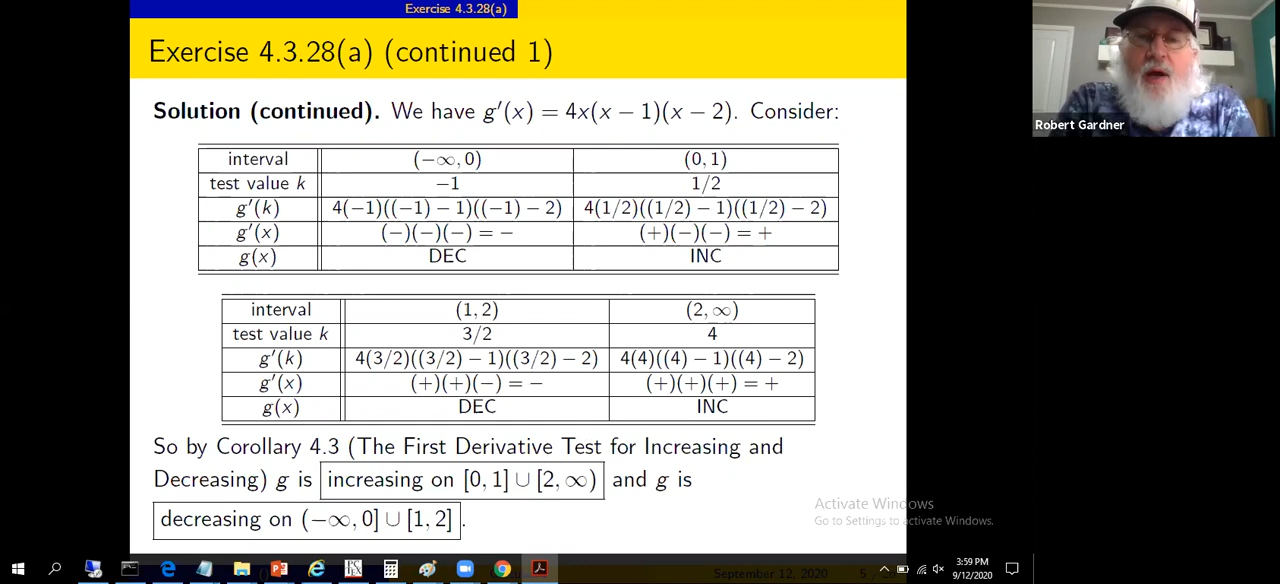 Exercise 4.3.28(a)
Exercise 4.3.28(a) (continued 1)
Robert Gardner
Solution (continued). We have g′(x) = 4x(x − 1)(x − 2). Consider:
interval (−∞, 0) (0, 1)
test value k −1 1/2
g′(k) 4(−1)((−1) − 1)((−1) − 2) 4(1/2)((1/2) − 1)((1/2) − 2)
g′(x) (−)(−)(−) = − (+)(−)(−) = +
g(x) DEC INC
interval (1, 2) (2, ∞)
test value k 3/2 4
g′(k) 4(3/2)((3/2) − 1)((3/2) − 2) 4(4)((4) − 1)((4) − 2)
g′(x) (+)(+)(−) = − (+)(+)(+) = +
g(x) DEC INC
So by Corollary 4.3 (The First Derivative Test for Increasing and
Decreasing) g is increasing on [0, 1] ∪ [2, ∞) and g is
decreasing on (−∞, 0] ∪ [1, 2].
Activate Windows
Go to Settings to activate Windows.
3:59 PM
September 12, 2020 5
9/12/2020